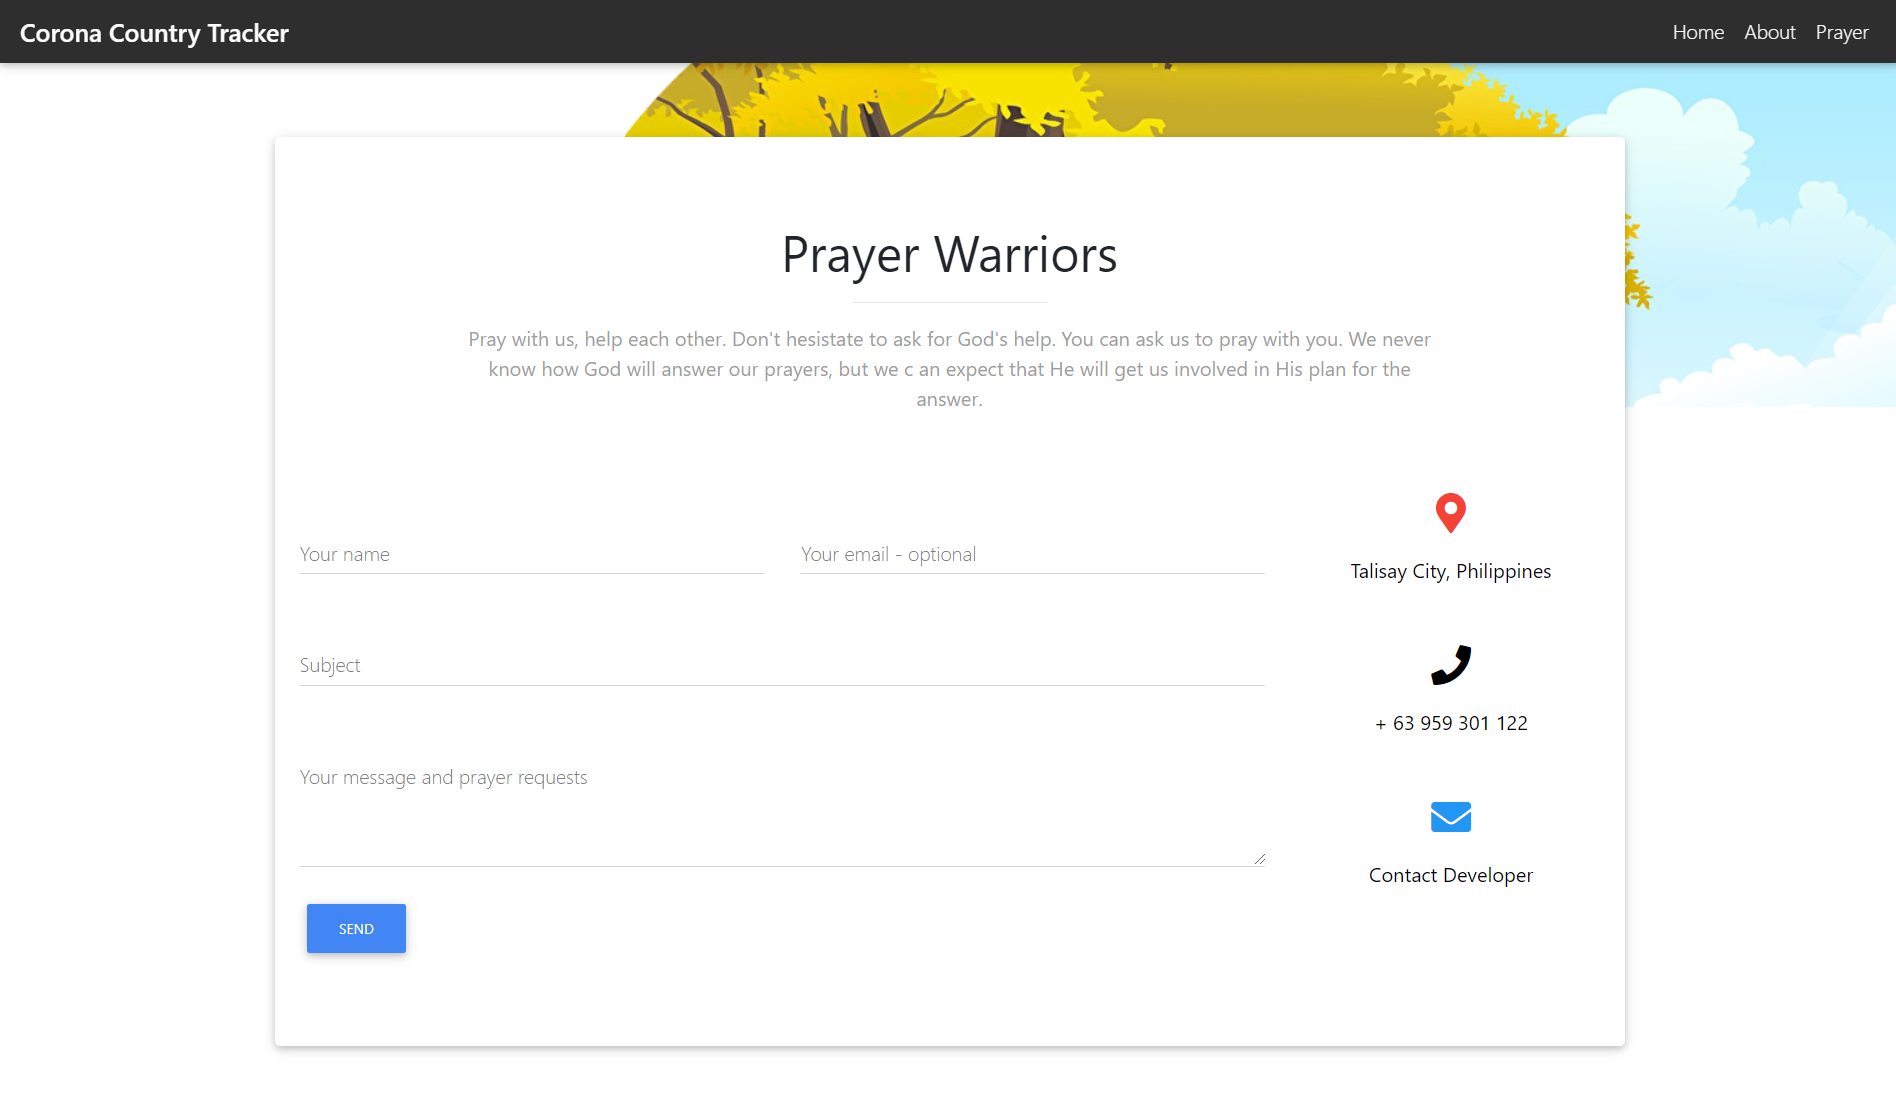 Corona Country Tracker
Home About Prayer
Prayer Warriors
Pray with us, help each other. Don't hesistate to ask for God's help. You can ask us to pray with you. We never
know how God will answer our prayers, but we c an expect that He will get us involved in His plan for the
answer.
Your name
Your email - optional
Subject
Your message and prayer requests
SEND
Talisay City, Philippines
+ 63 959 301 122
Contact Developer